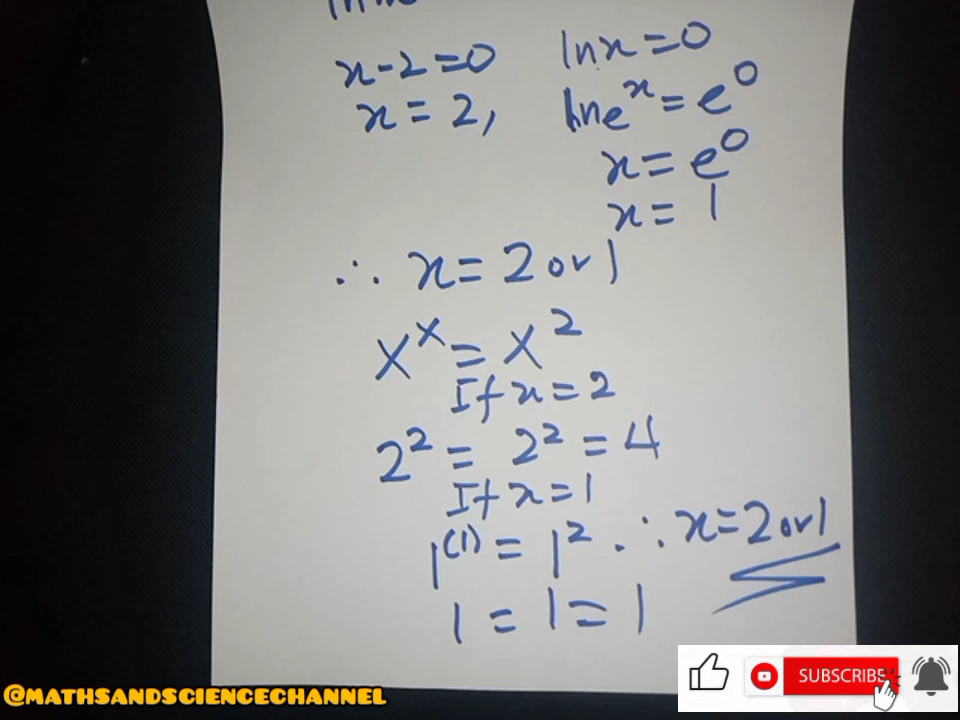 x-2=0 lnx=0
x=2, lne^x=e^0
x=e^0
x=1
∴ x=2 or 1
x^x=x^2
If x=2
2^2=2^2=4
If x=1
1^(1)=1^2 ∴ x=2 or 1
1=1=1
SUBSCRIBE
@MATHSANDSCIENCECHANNEL